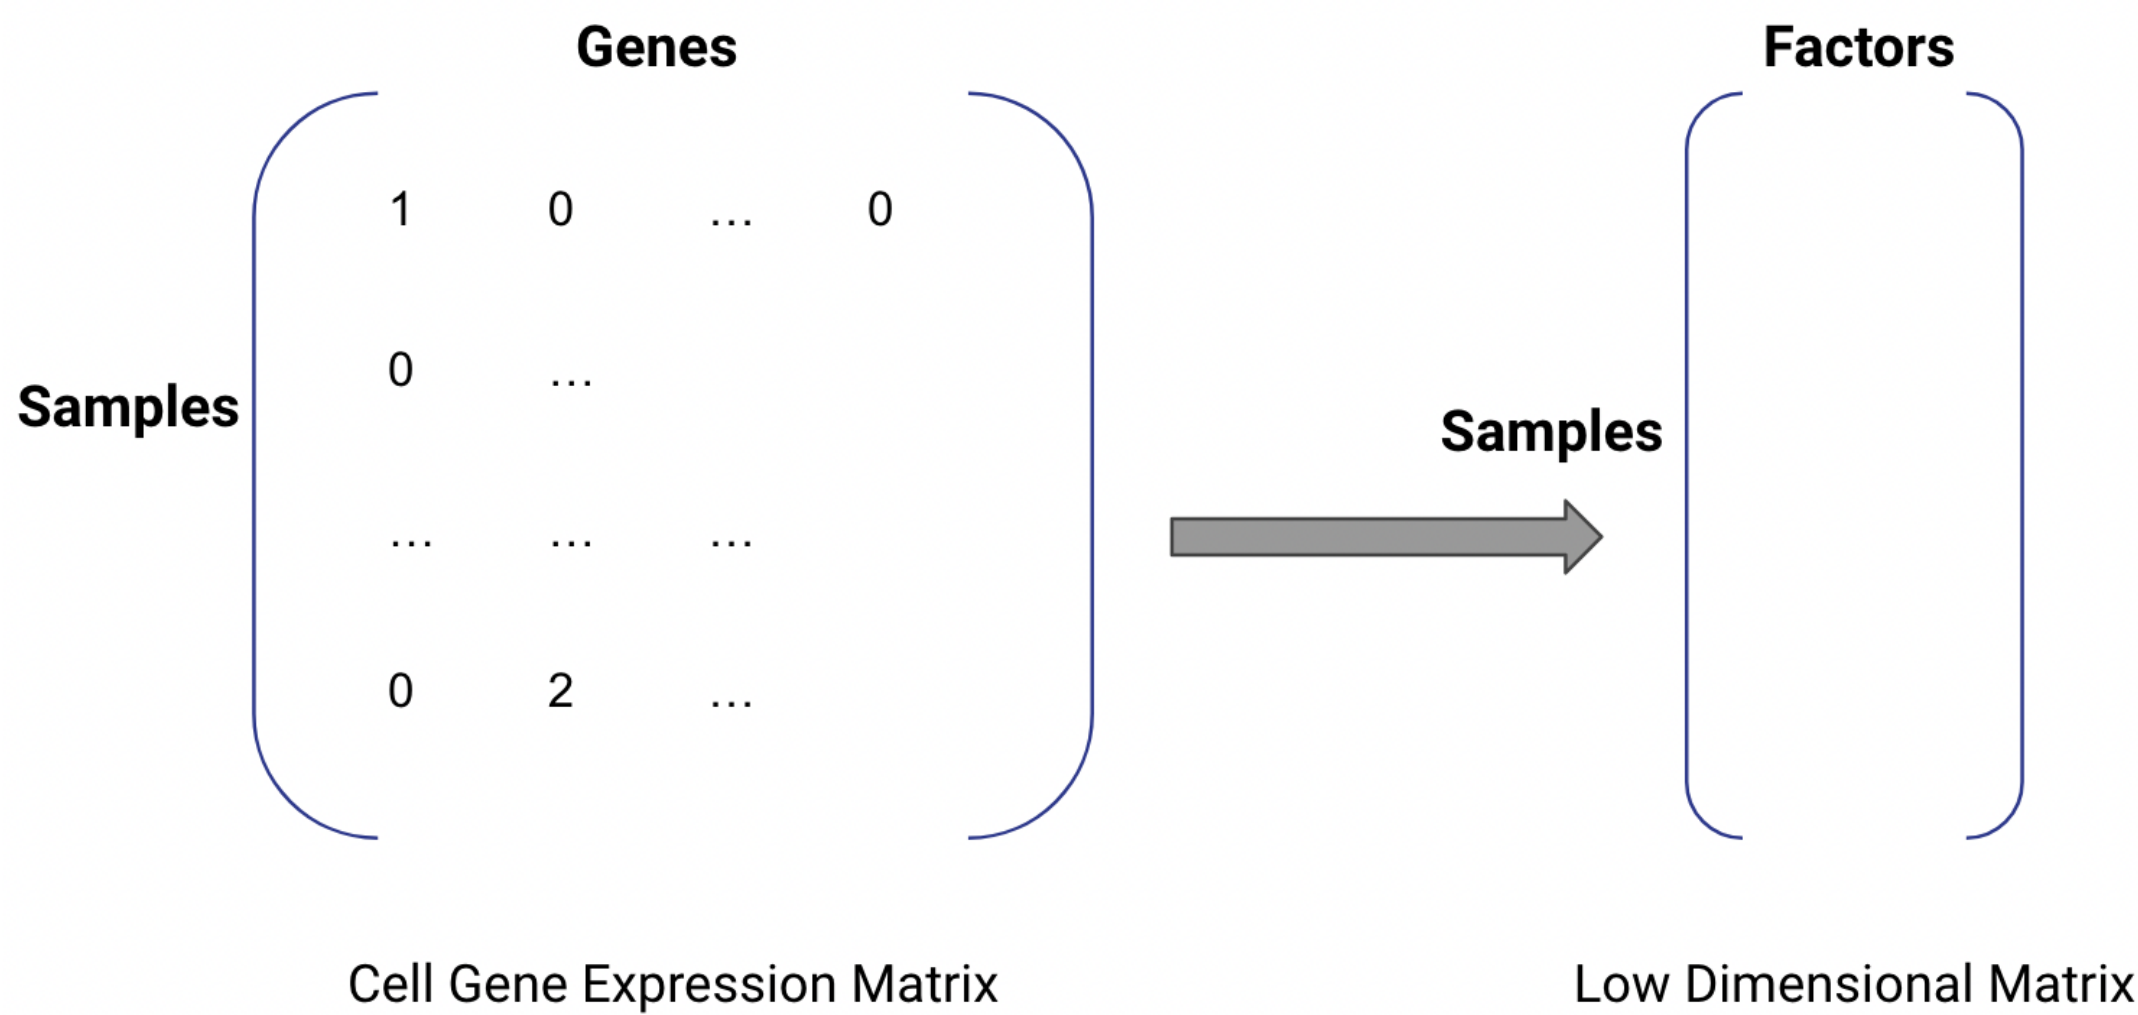 Genes
Factors
1 0 ... 0
0 ...
Samples
Samples
... ... ...
0 2 ...
Cell Gene Expression Matrix
Low Dimensional Matrix